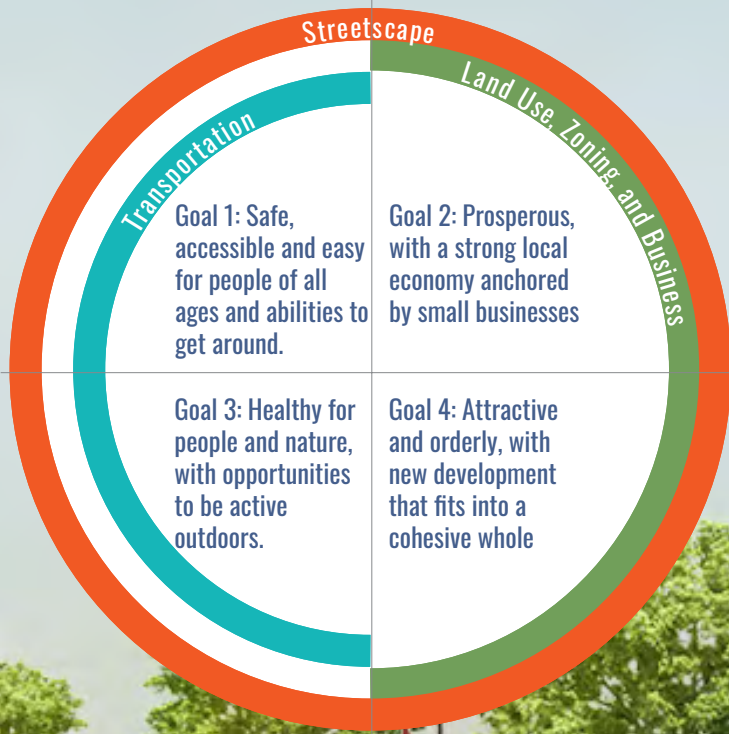 Streetscape
Land Use, Zoning, and Business
Transportation
Goal 1: Safe,
accessible and easy
for people of all
ages and abilities to
get around.
Goal 2: Prosperous,
with a strong local
economy anchored
by small businesses
Goal 3: Healthy for
people and nature,
with opportunities
to be active
outdoors.
Goal 4: Attractive
and orderly, with
new development
that fits into a
cohesive whole